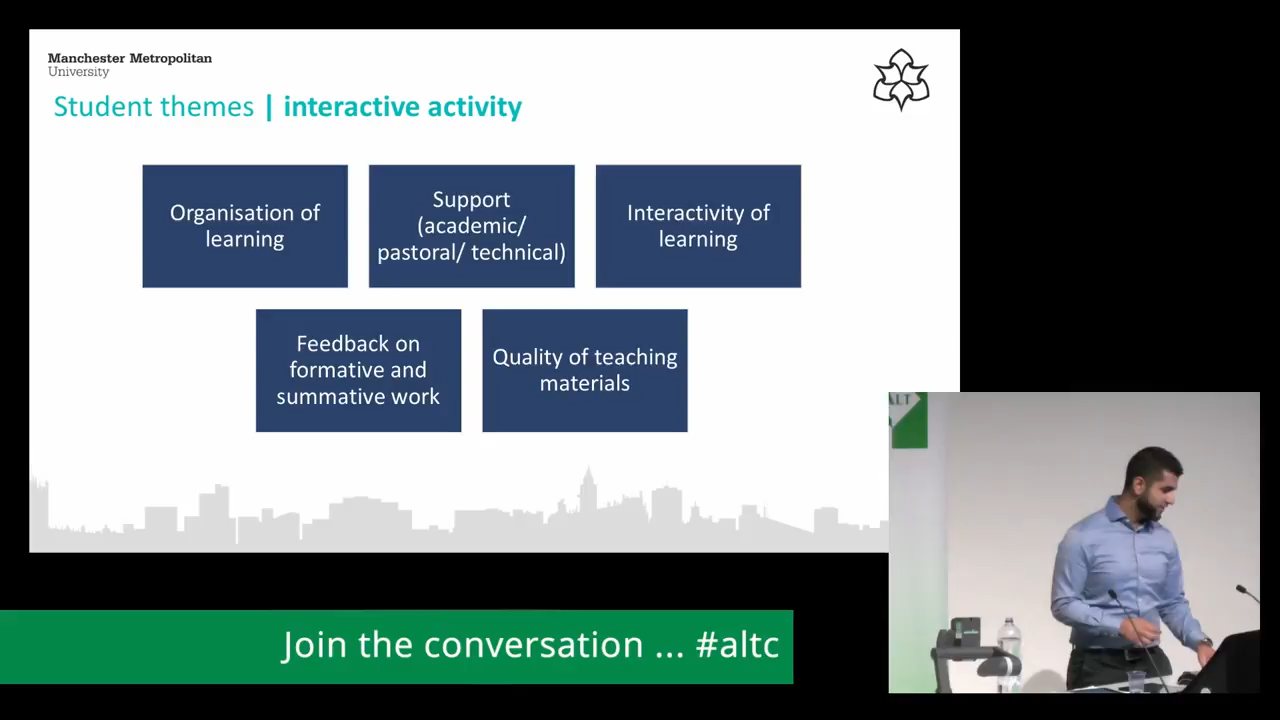 Manchester Metropolitan
University
Student themes | interactive activity
Organisation of
learning
Support
(academic/
pastoral/ technical)
Interactivity of
learning
Feedback on
formative and
summative work
Quality of teaching
materials
ALT
Join the conversation ... #altc